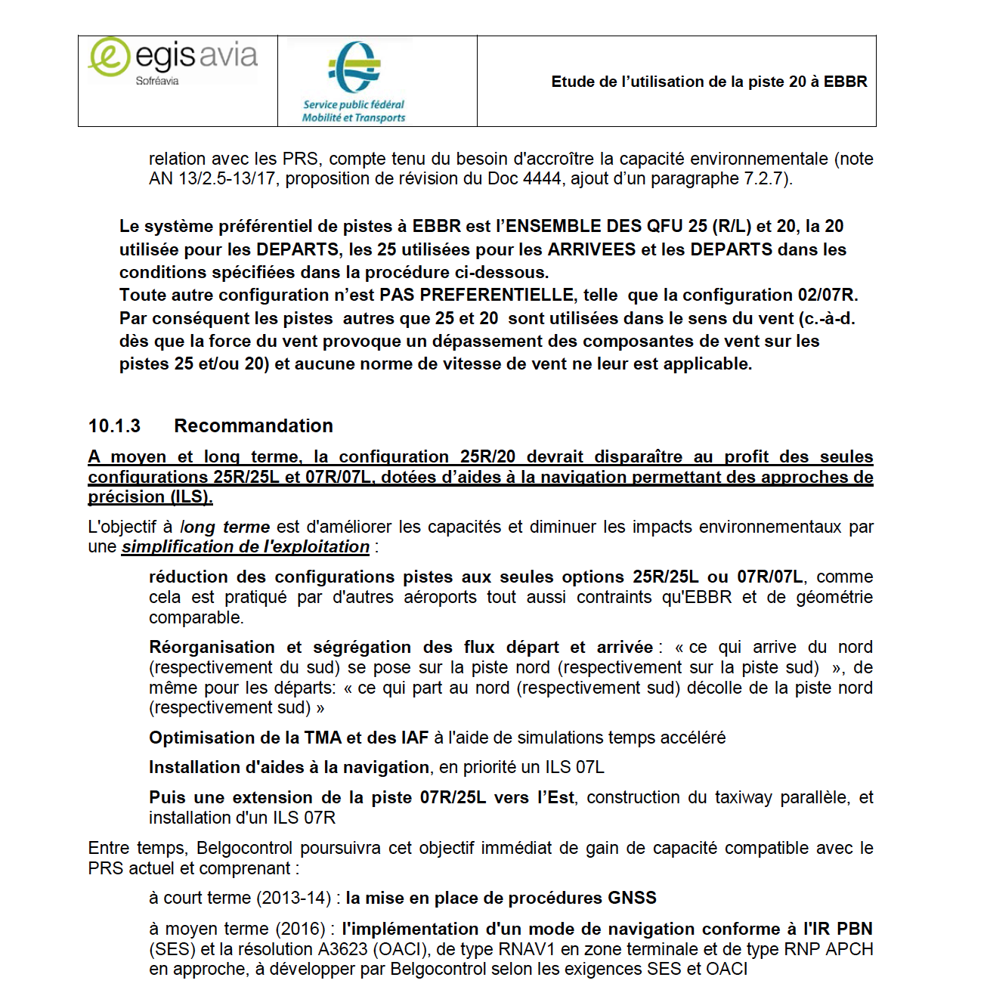 egis avia
Sofréavia
Service public fédéral
Mobilité et Transports
Etude de l’utilisation de la piste 20 à EBBR
relation avec les PRS, compte tenu du besoin d'accroître la capacité environnementale (note
AN 13/2.5-13/17, proposition de révision du Doc 4444, ajout d’un paragraphe 7.2.7).
Le système préférentiel de pistes à EBBR est l’ENSEMBLE DES QFU 25 (R/L) et 20, la 20
utilisée pour les DEPARTS, les 25 utilisées pour les ARRIVEES et les DEPARTS dans les
conditions spécifiées dans la procédure ci-dessous.
Toute autre configuration n’est PAS PREFERENTIELLE, telle que la configuration 02/07R.
Par conséquent les pistes autres que 25 et 20 sont utilisées dans le sens du vent (c.-à-d.
dès que la force du vent provoque un dépassement des composantes de vent sur les
pistes 25 et/ou 20) et aucune norme de vitesse de vent ne leur est applicable.
10.1.3 Recommandation
A moyen et long terme, la configuration 25R/20 devrait disparaître au profit des seules
configurations 25R/25L et 07R/07L, dotées d’aides à la navigation permettant des approches de
précision (ILS).
L'objectif à long terme est d'améliorer les capacités et diminuer les impacts environnementaux par
une simplification de l'exploitation :
réduction des configurations pistes aux seules options 25R/25L ou 07R/07L, comme
cela est pratiqué par d'autres aéroports tout aussi contraints qu'EBBR et de géométrie
comparable.
Réorganisation et ségrégation des flux départ et arrivée : « ce qui arrive du nord
(respectivement du sud) se pose sur la piste nord (respectivement sur la piste sud) », de
même pour les départs: « ce qui part au nord (respectivement sud) décolle de la piste nord
(respectivement sud) »
Optimisation de la TMA et des IAF à l'aide de simulations temps accéléré
Installation d'aides à la navigation, en priorité un ILS 07L
Puis une extension de la piste 07R/25L vers l’Est, construction du taxiway parallèle, et
installation d'un ILS 07R
Entre temps, Belgocontrol poursuivra cet objectif immédiat de gain de capacité compatible avec le
PRS actuel et comprenant :
à court terme (2013-14) : la mise en place de procédures GNSS
à moyen terme (2016) : l'implémentation d'un mode de navigation conforme à l'IR PBN
(SES) et la résolution A3623 (OACI), de type RNAV1 en zone terminale et de type RNP APCH
en approche, à développer par Belgocontrol selon les exigences SES et OACI